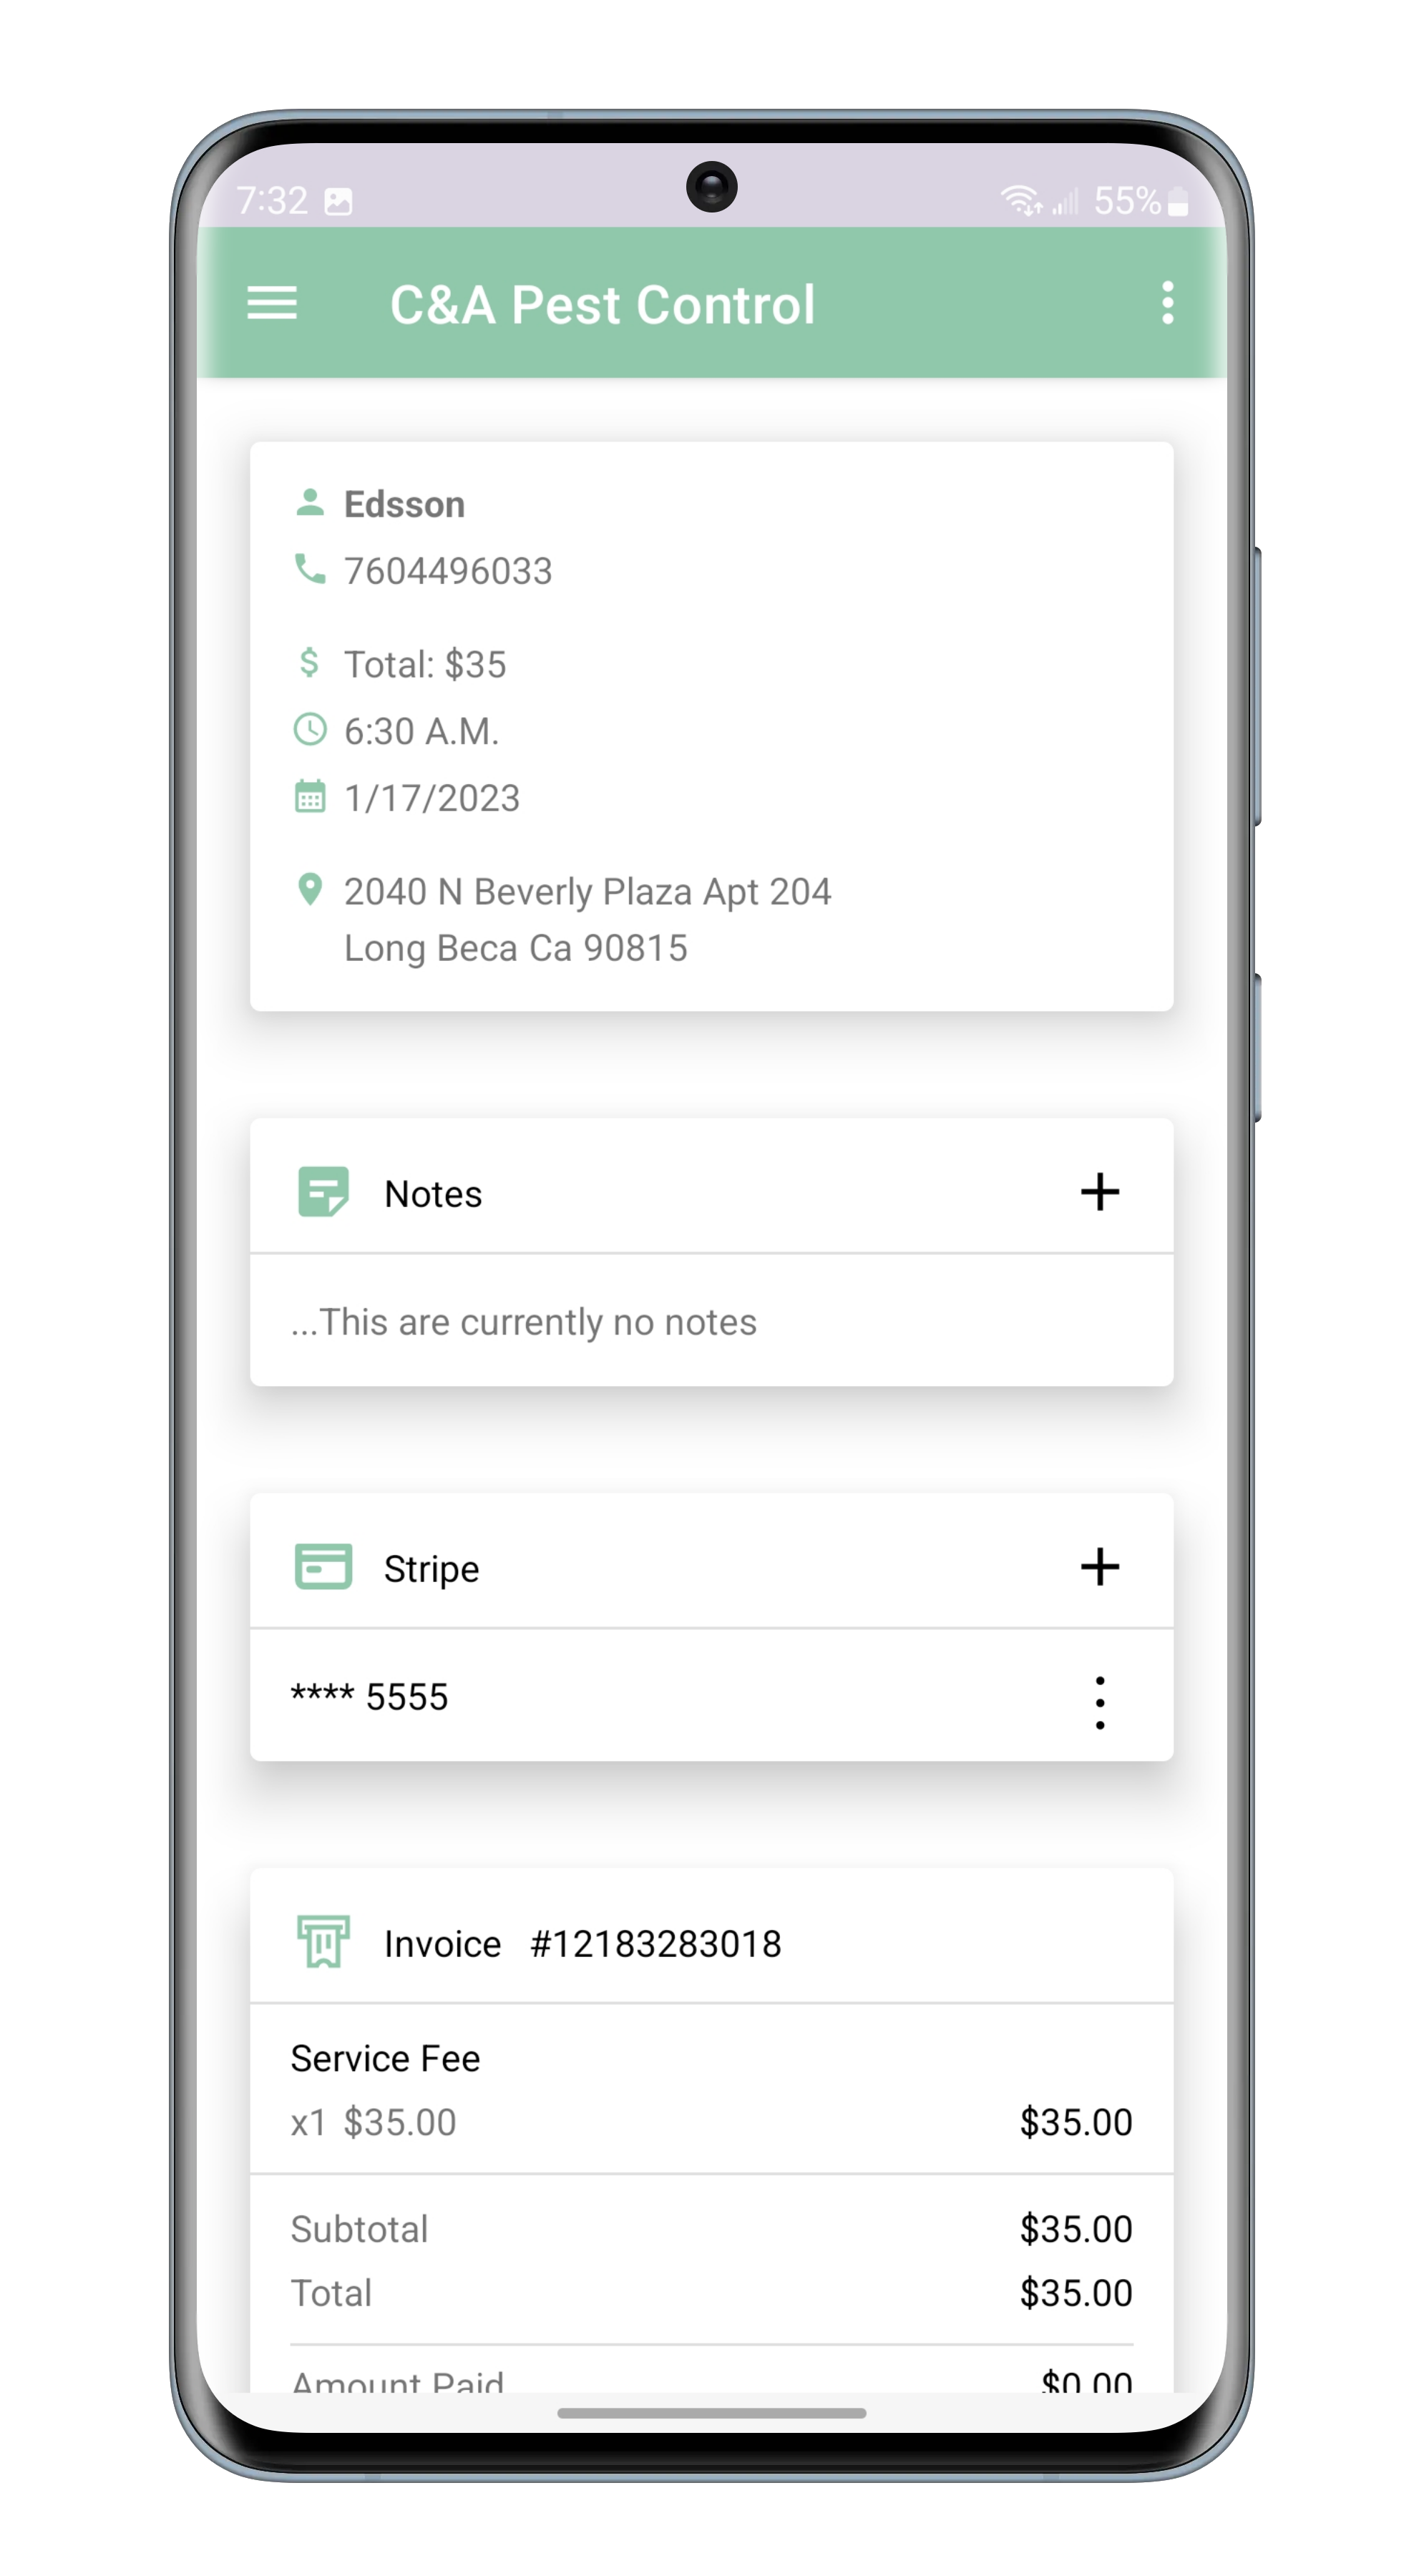 7:32 55%
C&A Pest Control
Edsson
7604496033
Total: $35
6:30 A.M.
1/17/2023
2040 N Beverly Plaza Apt 204
Long Beca Ca 90815
Notes
...This are currently no notes
Stripe
**** 5555
Invoice #12183283018
Service Fee
x1 $35.00 $35.00
Subtotal $35.00
Total $35.00
Amount Paid $0.00